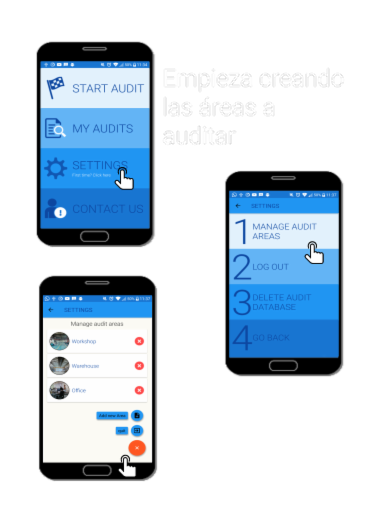 START AUDIT
MY AUDITS
SETTINGS
First time? Click here
CONTACT US
Empieza creando
las áreas a
auditar
SETTINGS
1 MANAGE AUDIT
AREAS
2 LOG OUT
3 DELETE AUDIT
DATABASE
4 GO BACK
SETTINGS
Manage audit areas
Workshop
Warehouse
Office
Add new Area